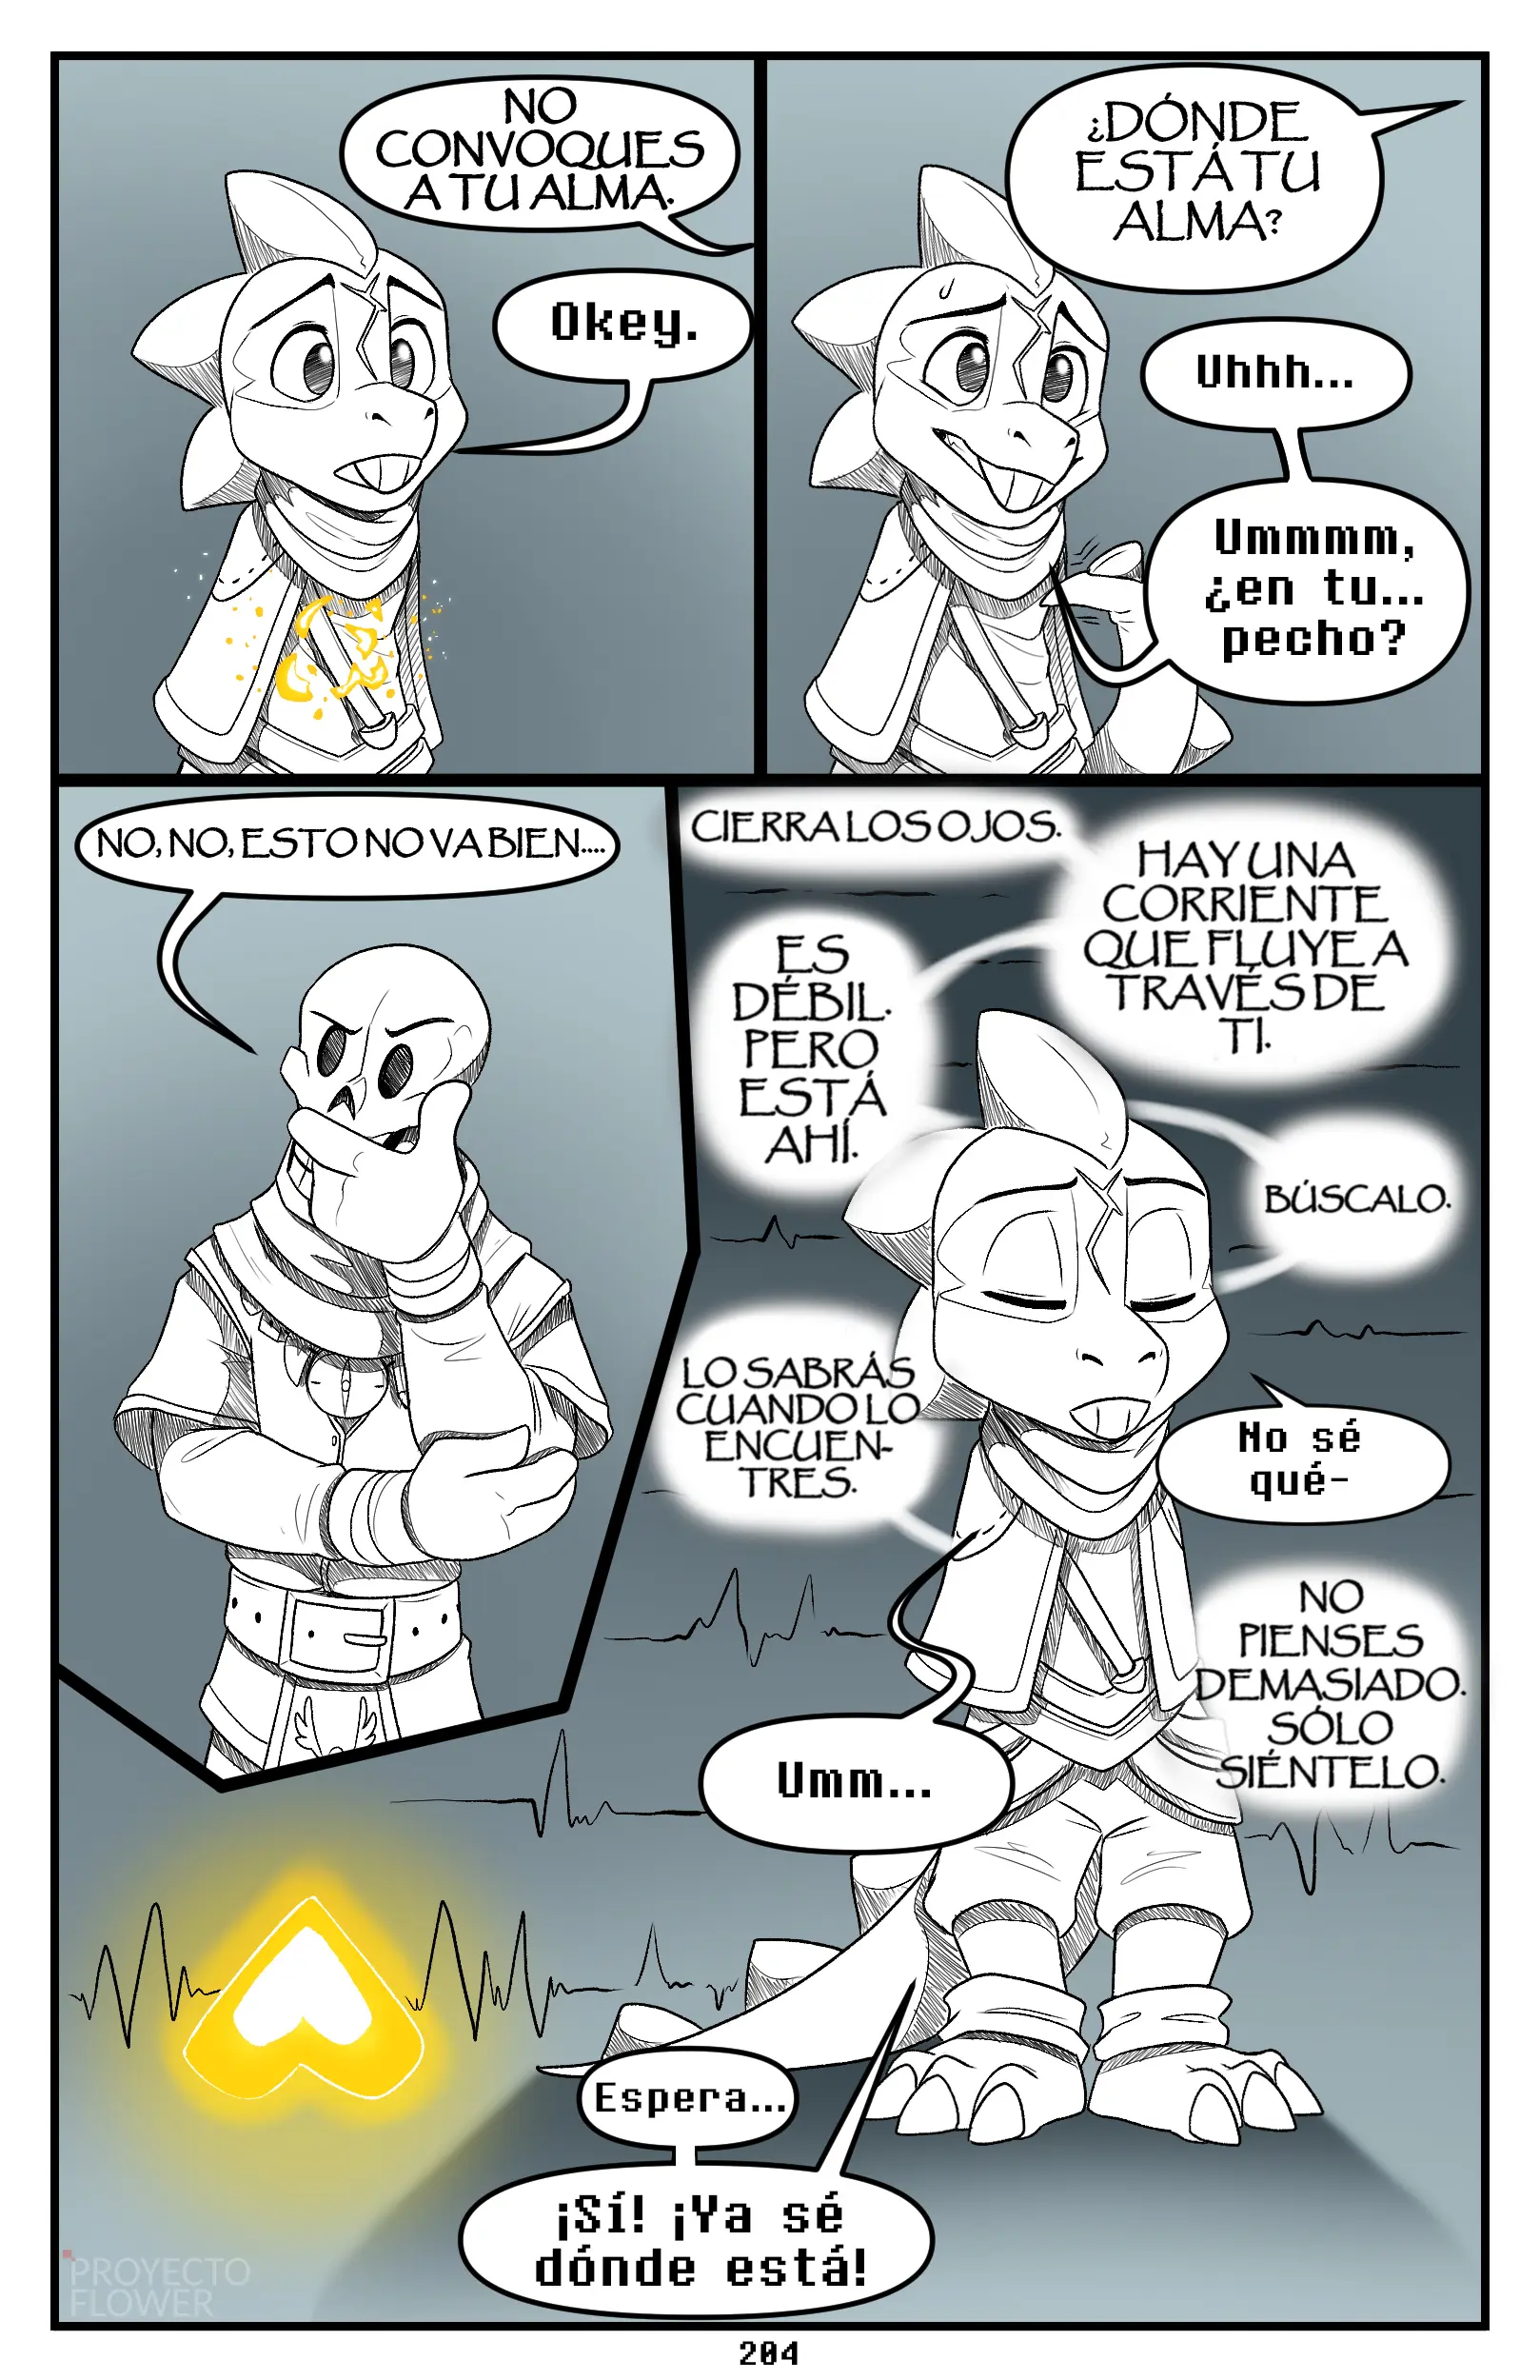 NO
CONVOQUES
A TU ALMA.
Okey.
¿DÓNDE
ESTÁ TU
ALMA?
Uhhh...
Ummmm,
¿en tu...
pecho?
NO, NO, ESTO NO VA BIEN....
CIERRA LOS OJOS.
HAY UNA
CORRIENTE
QUE FLUYE A
TRAVÉS DE
TI.
ES
DÉBIL.
PERO
ESTÁ
AHÍ.
BÚSCALO.
LO SABRÁS
CUANDO LO
ENCUEN-
TRES.
No sé
qué-
NO
PIENSES
DEMASIADO.
SÓLO
SIÉNTELO.
Umm...
Espera...
¡Sí! ¡Ya sé
dónde está!
PROYECTO
FLOWER
204